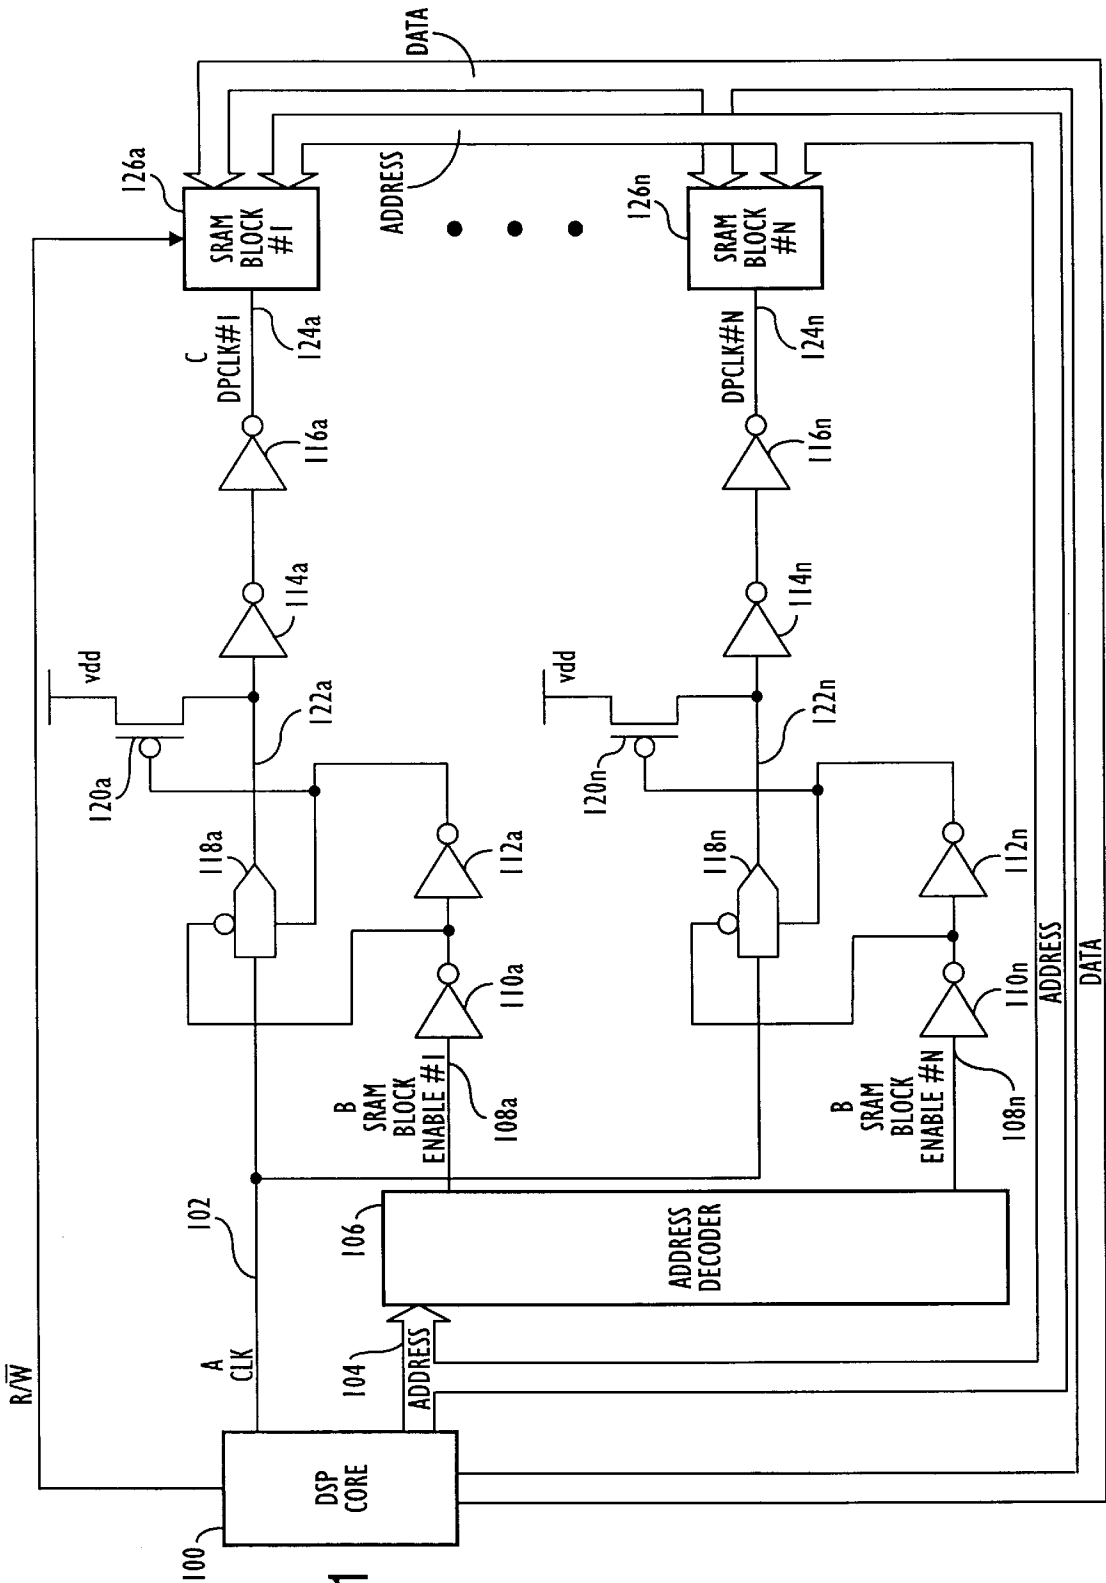 R/W̅
100
DSP
CORE
A
CLK
102
104
ADDRESS
106
ADDRESS
DECODER
B
SRAM
BLOCK
ENABLE #1
108a
110a
112a
118a
120a
vdd
122a
114a
116a
C
DPCLK#1
124a
126a
SRAM
BLOCK
#1
DATA
ADDRESS
B
SRAM
BLOCK
ENABLE #N
108n
110n
112n
118n
120n
vdd
122n
114n
116n
DPCLK#N
124n
126n
SRAM
BLOCK
#N
ADDRESS
DATA
1